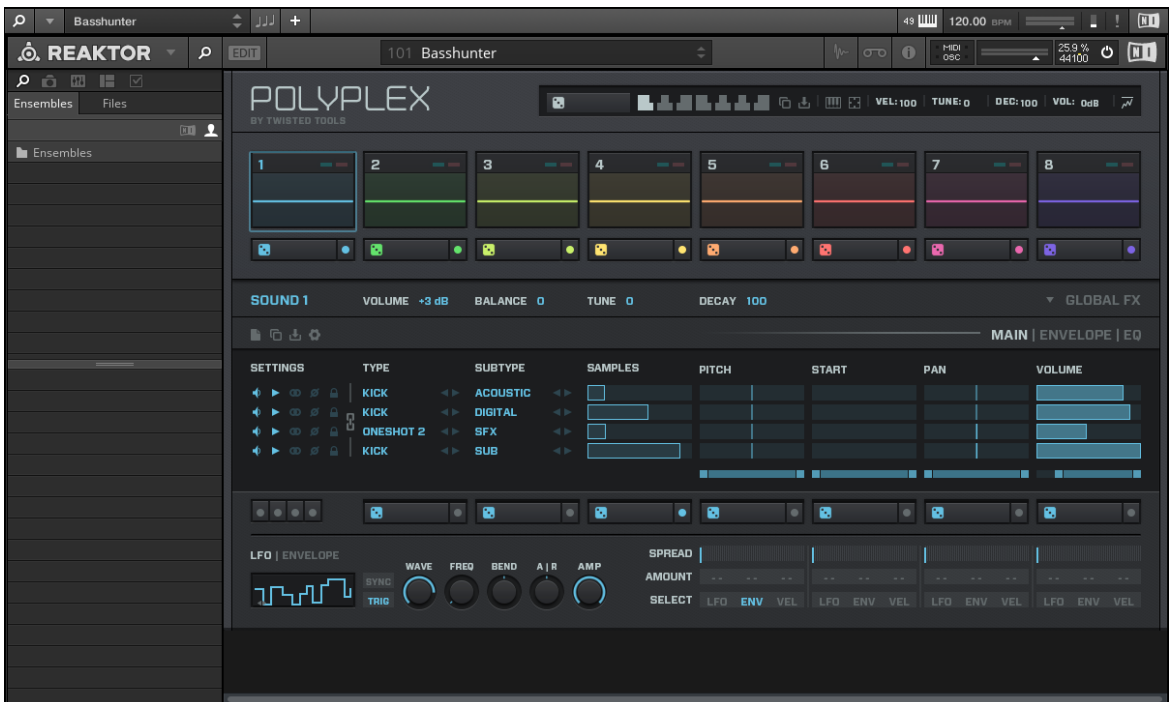 Basshunter 49 120.00 BPM ! NI
REAKTOR EDIT 101 Basshunter MIDI OSC 25.9 % 44100 NI
Ensembles Files
NI
Ensembles
POLYPLEX
BY TWISTED TOOLS
VEL: 100 TUNE: 0 DEC: 100 VOL: 0dB
1 2 3 4 5 6 7 8
SOUND 1 VOLUME +3 dB BALANCE 0 TUNE 0 DECAY 100 GLOBAL FX
MAIN | ENVELOPE | EQ
SETTINGS TYPE SUBTYPE SAMPLES PITCH START PAN VOLUME
KICK ACOUSTIC
KICK DIGITAL
ONESHOT 2 SFX
KICK SUB
LFO | ENVELOPE
WAVE FREQ BEND A | R AMP
SYNC
TRIG
SPREAD
AMOUNT -- -- -- -- -- -- -- --
SELECT LFO ENV VEL LFO ENV VEL LFO ENV VEL LFO ENV VEL